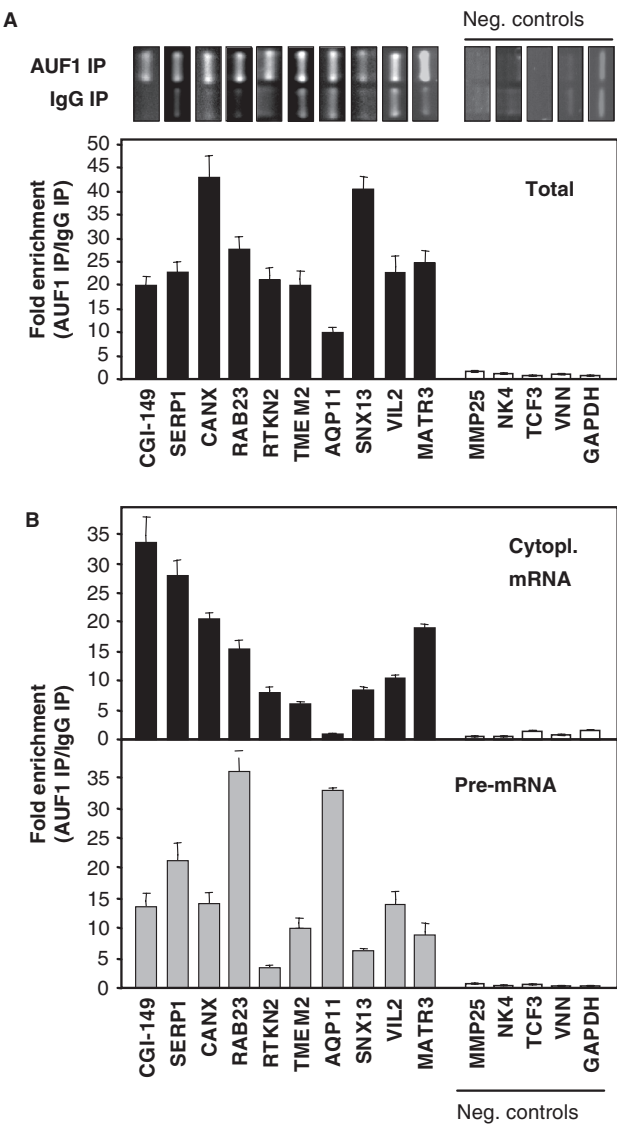 A
Neg. controls
AUF1 IP
IgG IP
Fold enrichment
(AUF1 IP/IgG IP)
50
45
40
35
30
25
20
15
10
5
0
Total
CGI-149
SERP1
CANX
RAB23
RTKN2
TMEM2
AQP11
SNX13
VIL2
MATR3
MMP25
NK4
TCF3
VNN
GAPDH
B
Fold enrichment
(AUF1 IP/IgG IP)
35
30
25
20
15
10
5
0
Cytopl.
mRNA
35
30
25
20
15
10
5
0
Pre-mRNA
CGI-149
SERP1
CANX
RAB23
RTKN2
TMEM2
AQP11
SNX13
VIL2
MATR3
MMP25
NK4
TCF3
VNN
GAPDH
Neg. controls